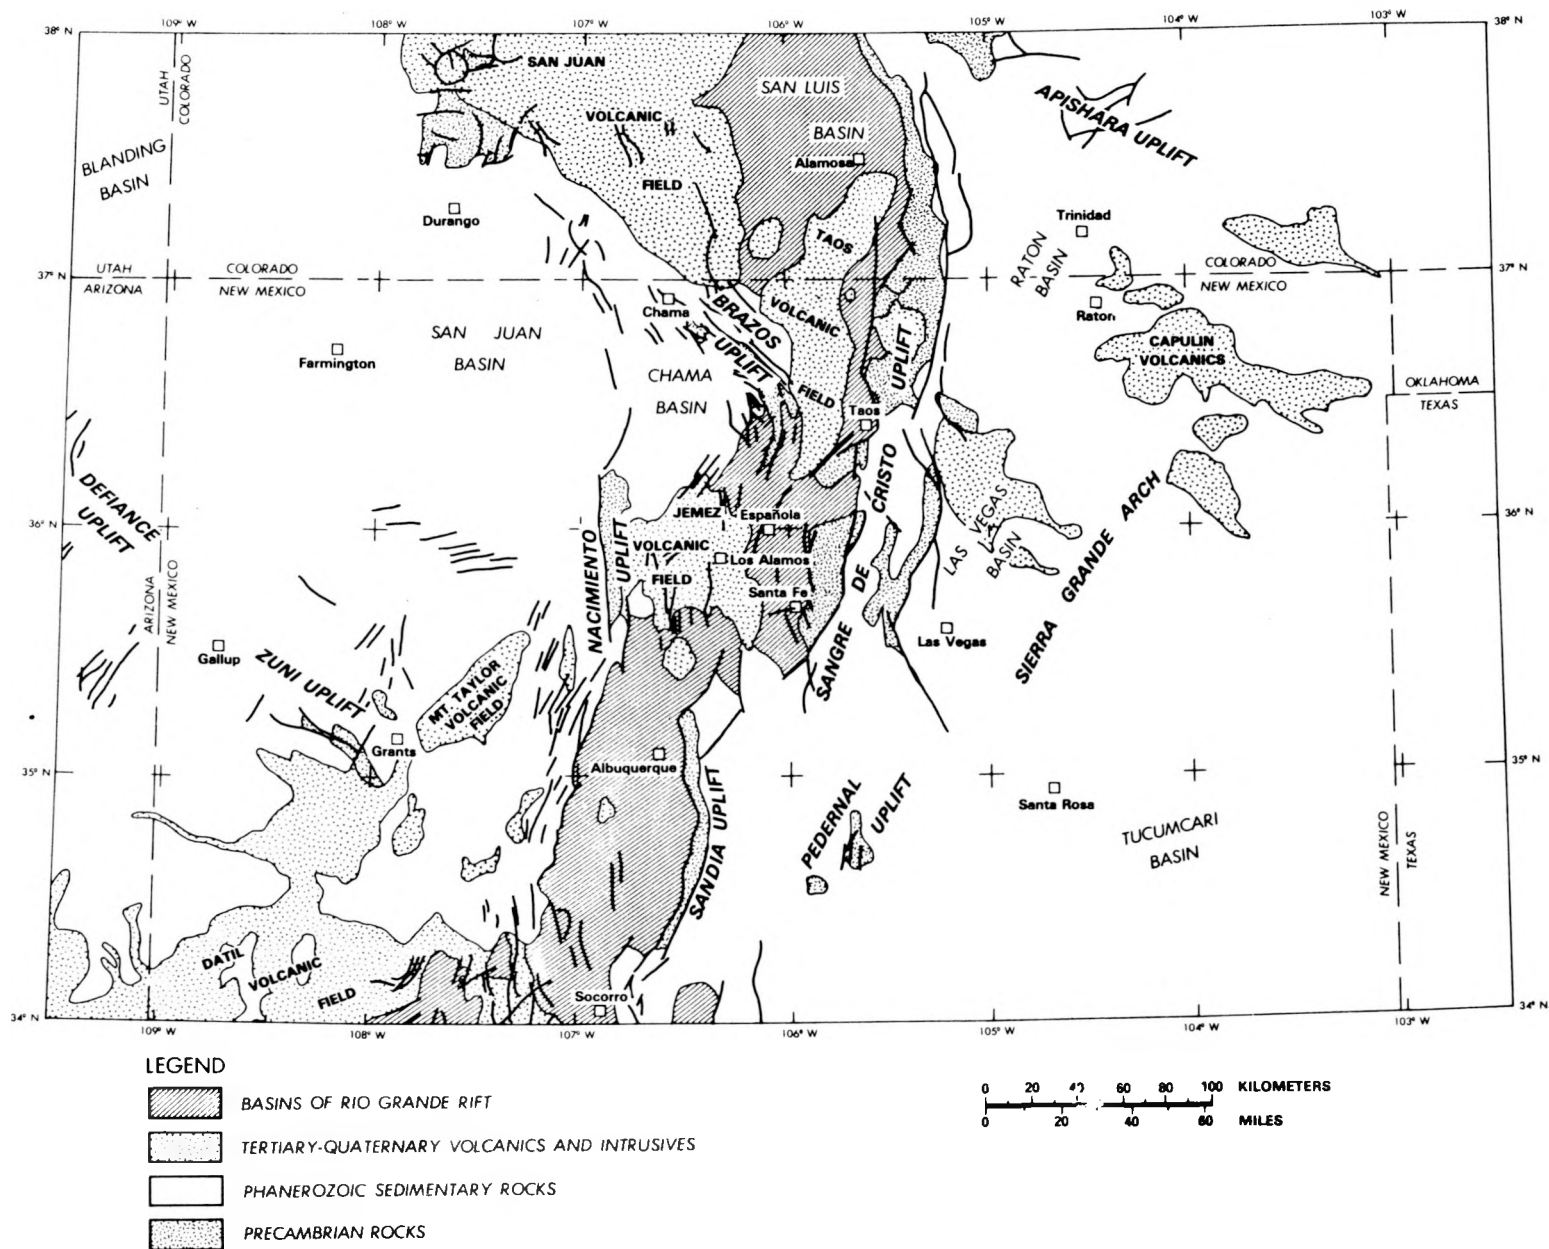 109° W
108° W
107° W
106° W
105° W
104° W
103° W
38° N
38° N
UTAH
COLORADO
SAN JUAN
VOLCANIC
FIELD
SAN LUIS
BASIN
Alamosa
APISHARA UPLIFT
BLANDING
BASIN
Durango
TAOS
VOLCANIC
FIELD
Trinidad
RATON
BASIN
UTAH
ARIZONA
COLORADO
NEW MEXICO
COLORADO
NEW MEXICO
37° N
37° N
Chama
BRAZOS
UPLIFT
Raton
SAN JUAN
BASIN
Farmington
CHAMA
BASIN
UPLIFT
CAPULIN
VOLCANICS
OKLAHOMA
TEXAS
Taos
DEFIANCE
UPLIFT
CRISTO
DE
SANGRE
LAS VEGAS
BASIN
SIERRA GRANDE ARCH
36° N
36° N
JEMEZ
VOLCANIC
FIELD
Española
Los Alamos
Santa Fe
NACIMIENTO
UPLIFT
ARIZONA
NEW MEXICO
Gallup
ZUNI UPLIFT
MT. TAYLOR
VOLCANIC
FIELD
Las Vegas
Grants
35° N
35° N
Albuquerque
SANDIA UPLIFT
PEDERNAL
UPLIFT
Santa Rosa
TUCUMCARI
BASIN
NEW MEXICO
TEXAS
DATIL
VOLCANIC
FIELD
Socorro
34° N
34° N
109° W
108° W
107° W
106° W
105° W
104° W
103° W
LEGEND
BASINS OF RIO GRANDE RIFT
TERTIARY-QUATERNARY VOLCANICS AND INTRUSIVES
PHANEROZOIC SEDIMENTARY ROCKS
PRECAMBRIAN ROCKS
0 20 60 80 100 KILOMETERS
0 20 40 60 MILES